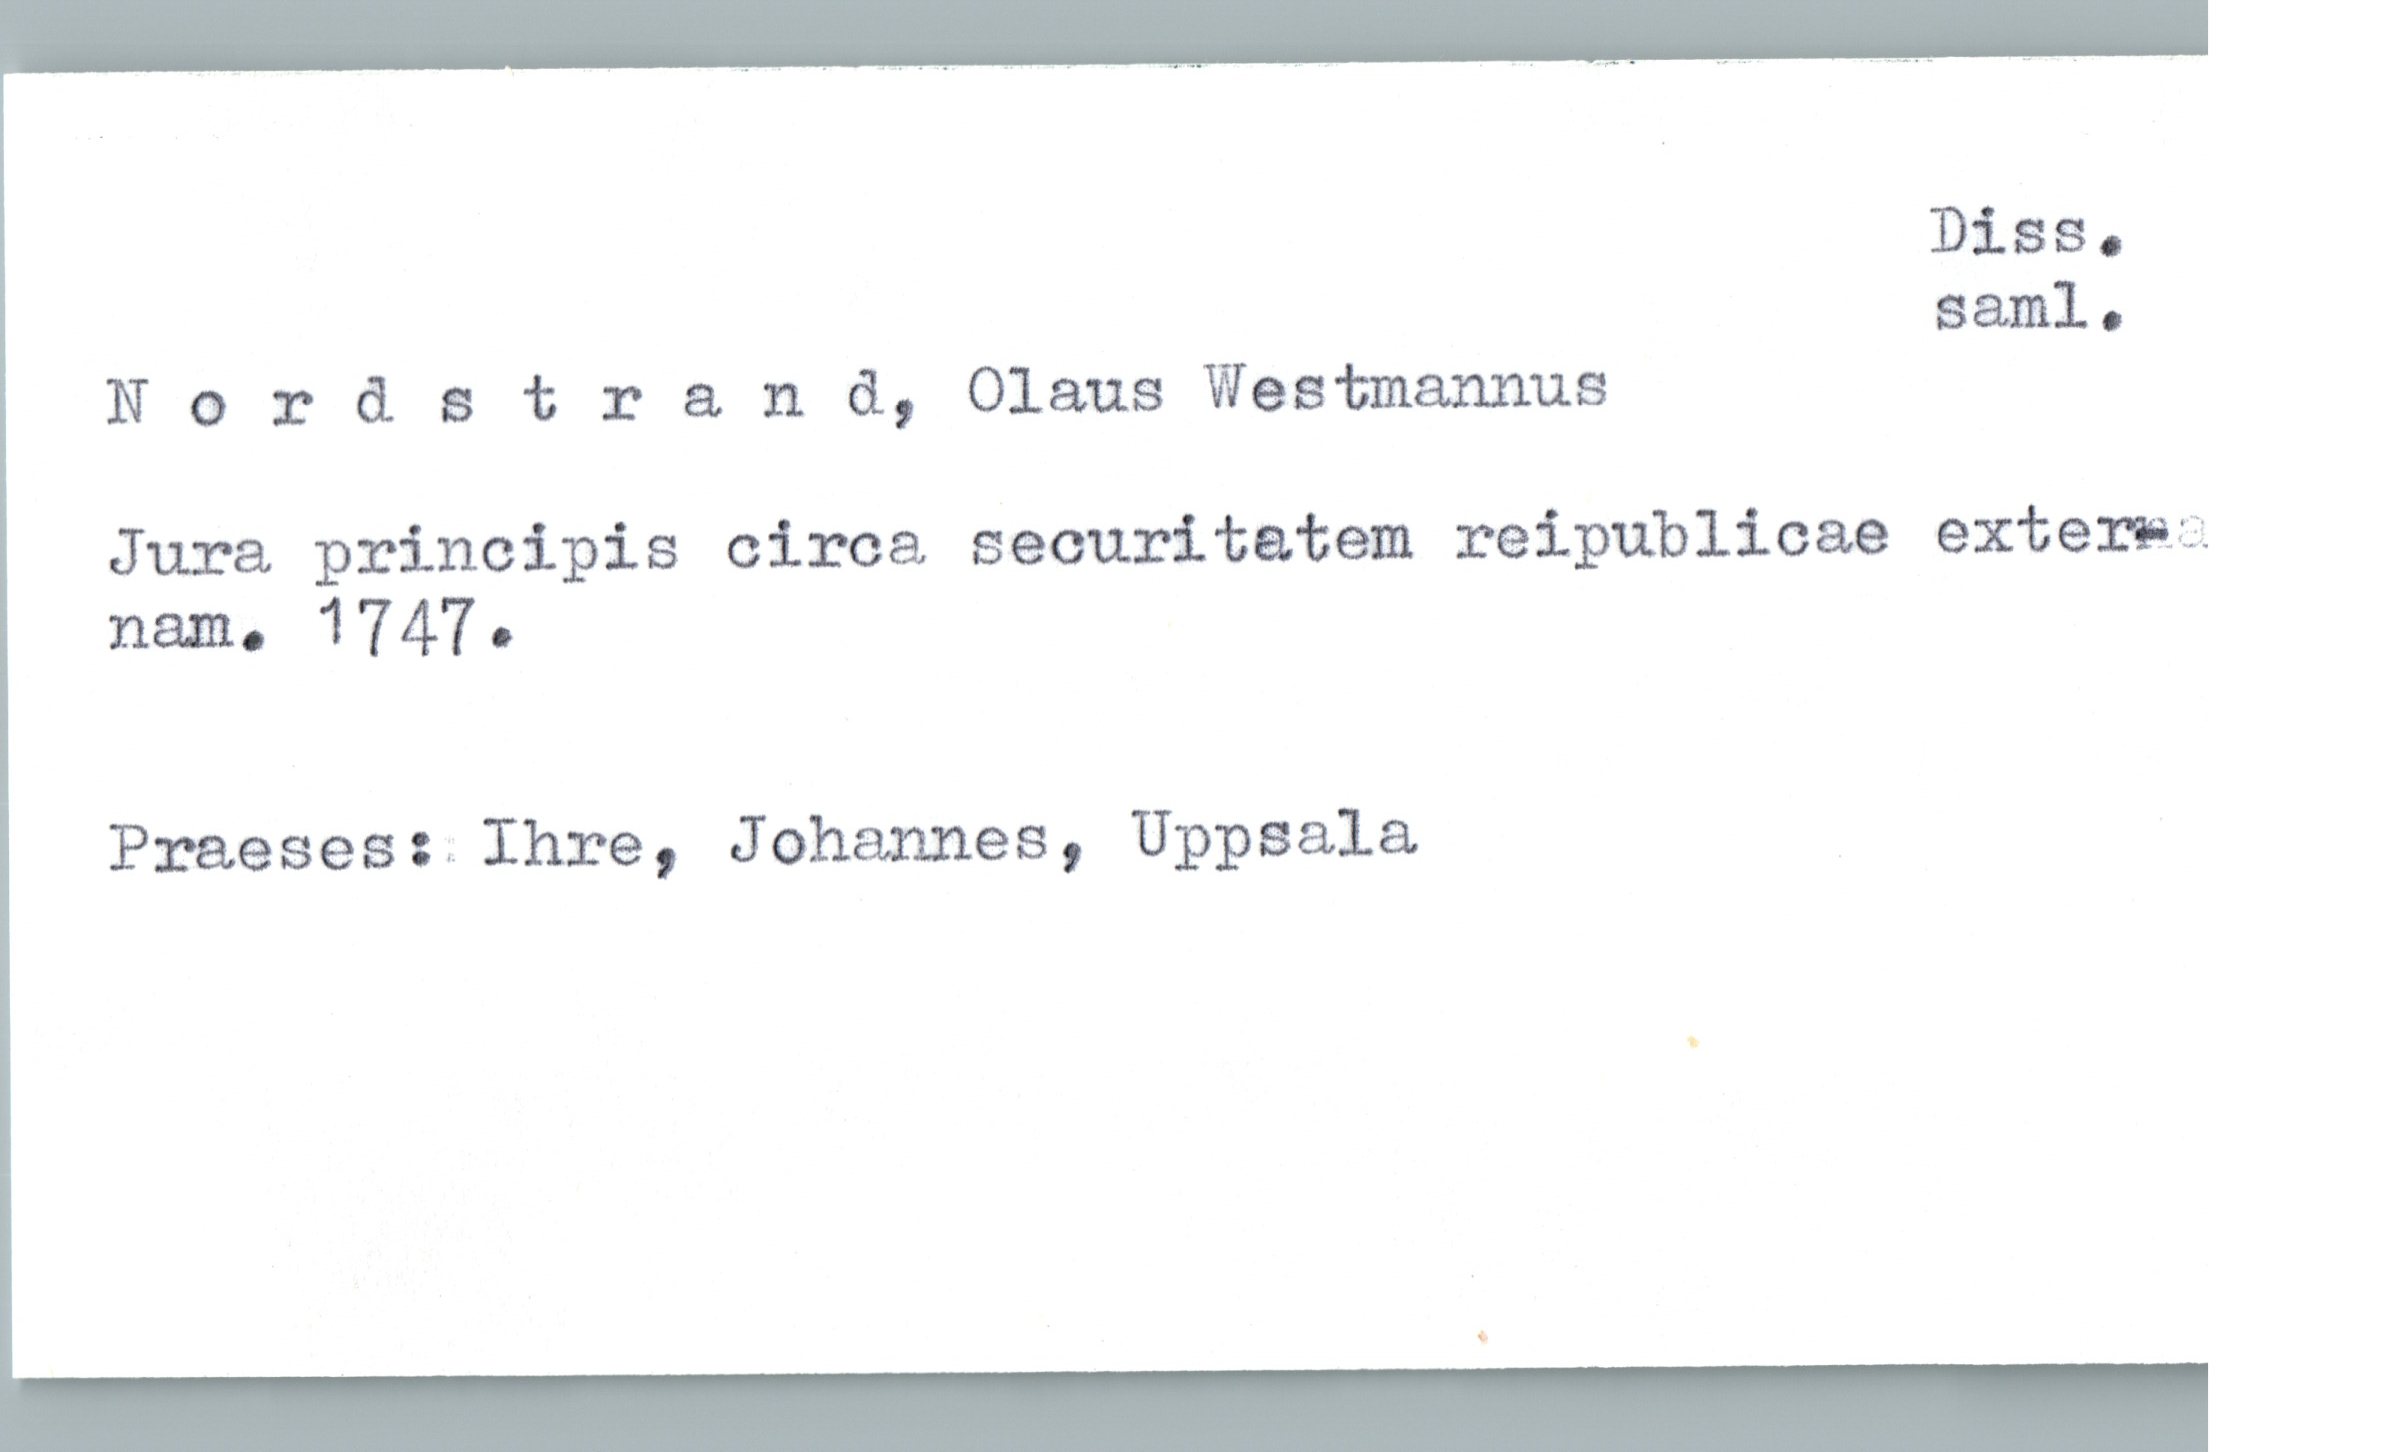 Diss.
saml.
N o r d s t r a n d, Olaus Westmannus
Jura principis circa securitatem reipublicae exter-
nam. 1747.
Praeses: Ihre, Johannes, Uppsala